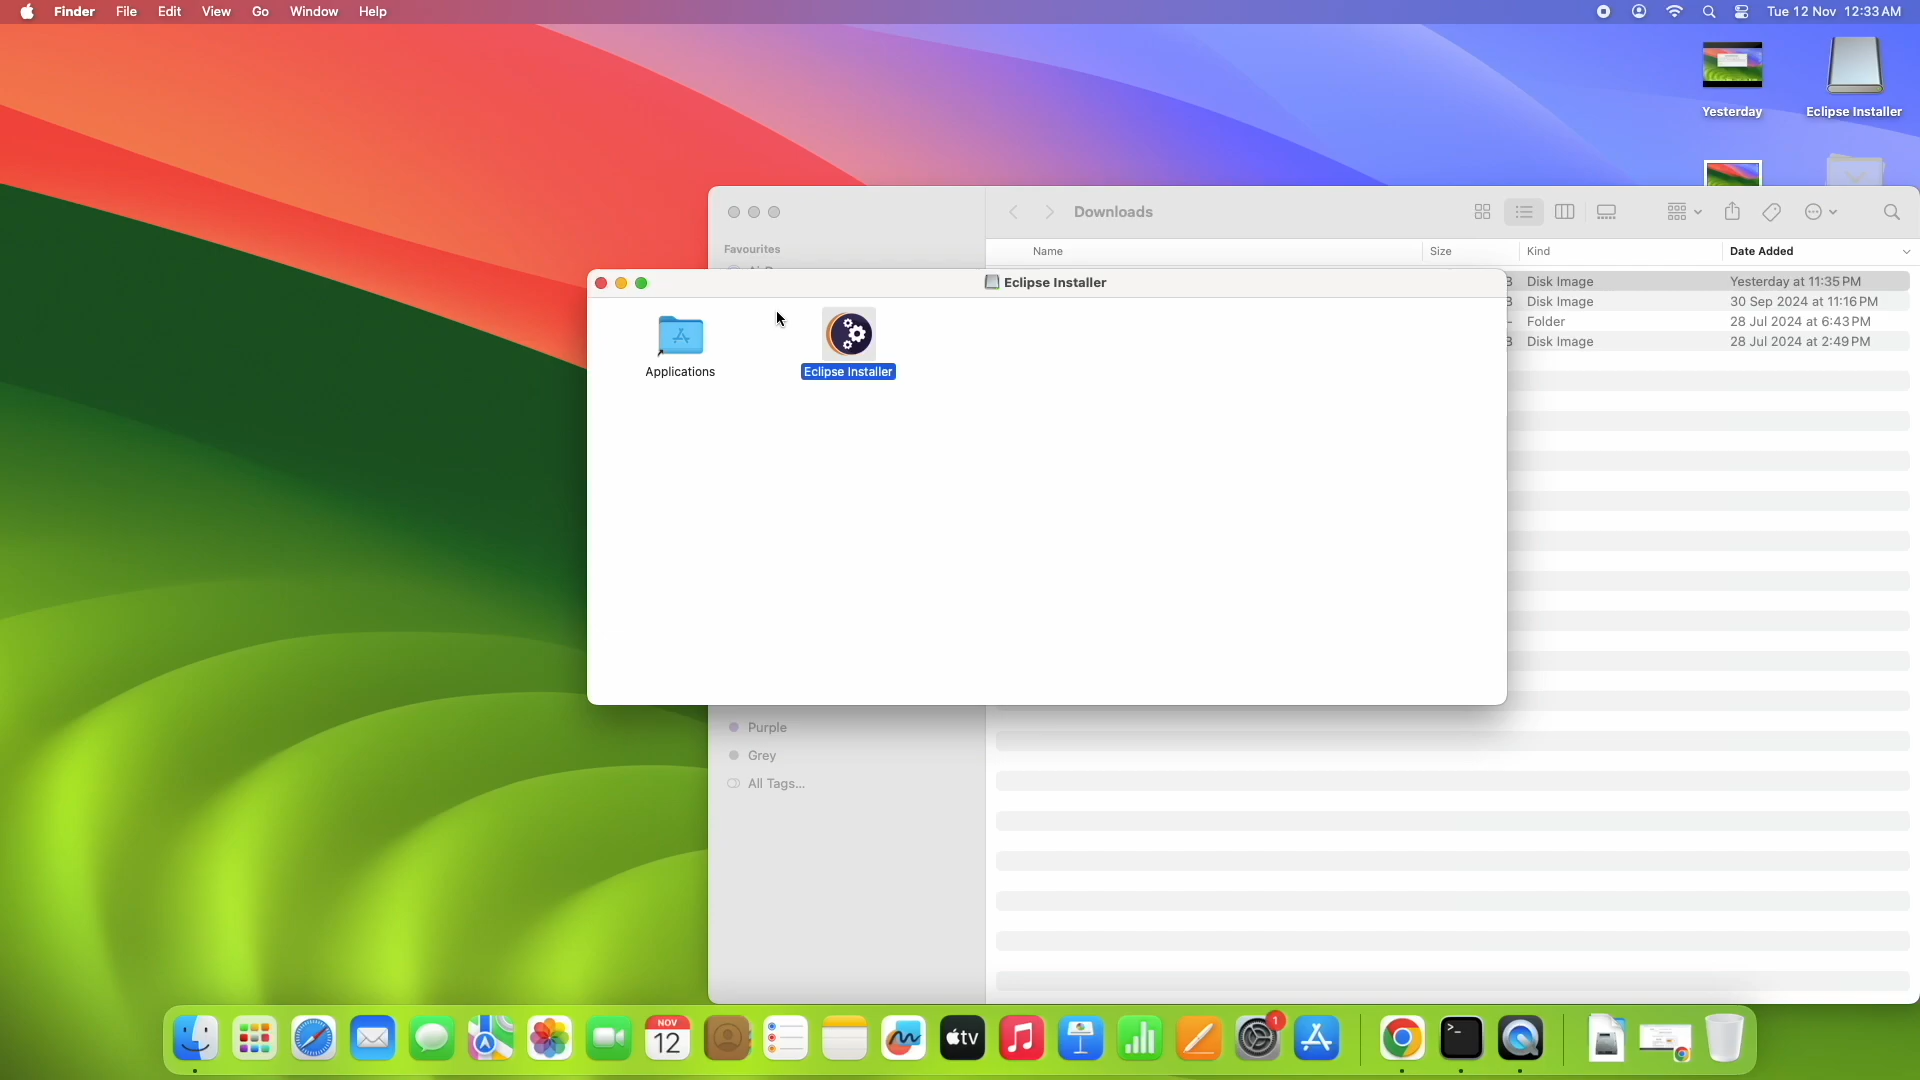 Finder File Edit View Go Window Help
Tue 12 Nov 12:33 AM
Yesterday
Eclipse Installer
Downloads
Favourites
Name Size Kind Date Added
Eclipse Installer
Disk Image Yesterday at 11:35 PM
Disk Image 30 Sep 2024 at 11:16 PM
Folder 28 Jul 2024 at 6:43 PM
Disk Image 28 Jul 2024 at 2:49 PM
Applications
Eclipse Installer
Purple
Grey
All Tags...
NOV
12
tv
1